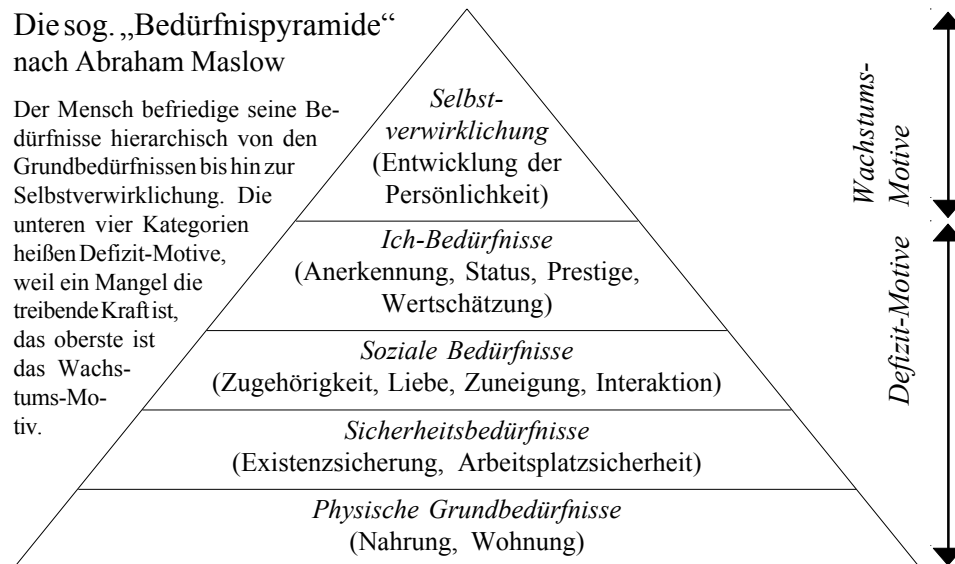 Die sog. „Bedürfnispyramide“
nach Abraham Maslow
Der Mensch befriedige seine Be-
dürfnisse hierarchisch von den
Grundbedürfnissen bis hin zur
Selbstverwirklichung. Die
unteren vier Kategorien
heißen Defizit-Motive,
weil ein Mangel die
treibende Kraft ist,
das oberste ist
das Wachs-
tums-Mo-
tiv.
Selbst-
verwirklichung
(Entwicklung der
Persönlichkeit)
Ich-Bedürfnisse
(Anerkennung, Status, Prestige,
Wertschätzung)
Soziale Bedürfnisse
(Zugehörigkeit, Liebe, Zuneigung, Interaktion)
Sicherheitsbedürfnisse
(Existenzsicherung, Arbeitsplatzsicherheit)
Physische Grundbedürfnisse
(Nahrung, Wohnung)
Wachstums-
Motive
Defizit-Motive